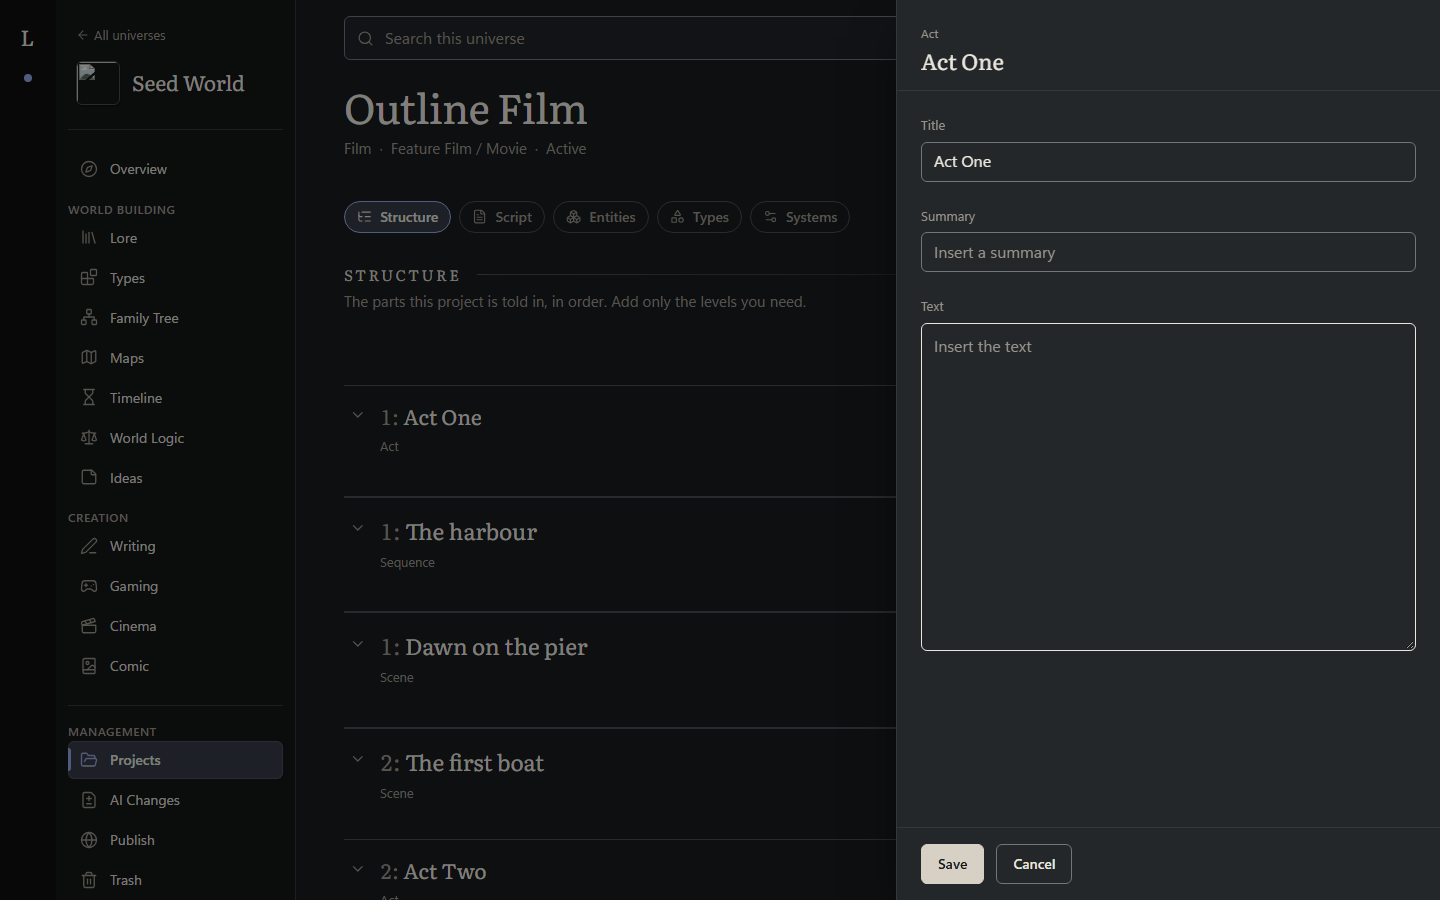 L
All universes
Seed World
Overview
WORLD BUILDING
Lore
Types
Family Tree
Maps
Timeline
World Logic
Ideas
CREATION
Writing
Gaming
Cinema
Comic
MANAGEMENT
Projects
AI Changes
Publish
Trash
Search this universe
Outline Film
Film · Feature Film / Movie · Active
Structure Script Entities Types Systems
STRUCTURE
The parts this project is told in, in order. Add only the levels you need.
1: Act One
Act
1: The harbour
Sequence
1: Dawn on the pier
Scene
2: The first boat
Scene
2: Act Two
Act
Act
Act One
Title
Act One
Summary
Insert a summary
Text
Insert the text
Save Cancel